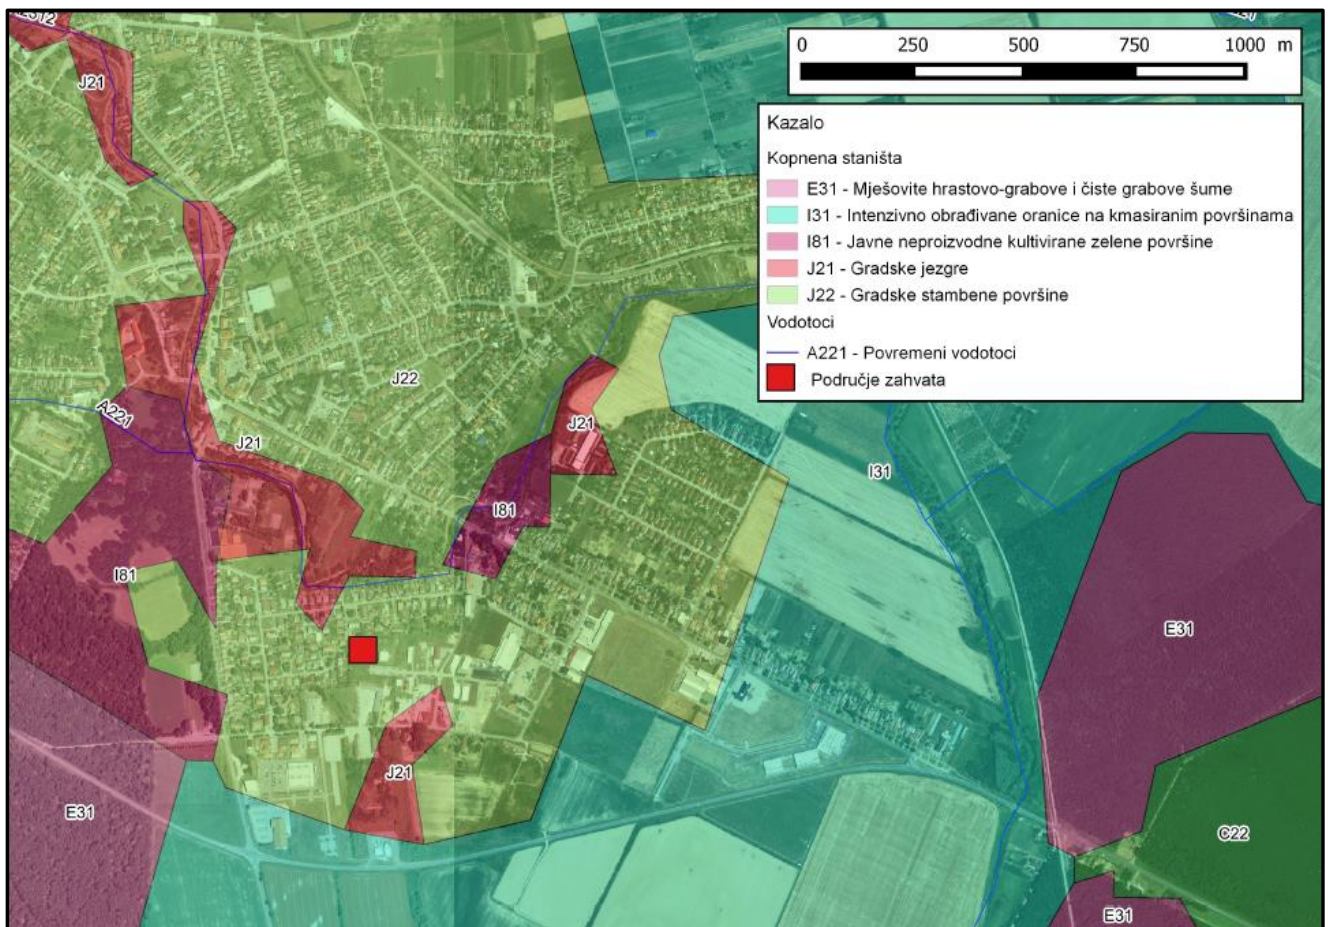 J21
0 250 500 750 1000 m
Kazalo
Kopnena staništa
E31 - Mješovite hrastovo-grabove i čiste grabove šume
I31 - Intenzivno obrađivane oranice na kmasiranim površinama
I81 - Javne neproizvodne kultivirane zelene površine
J21 - Gradske jezgre
J22 - Gradske stambene površine
Vodotoci
A221 - Povremeni vodotoci
Područje zahvata
J22
A221
J21
J21
I31
I81
I81
E31
J21
E31
C22
E31